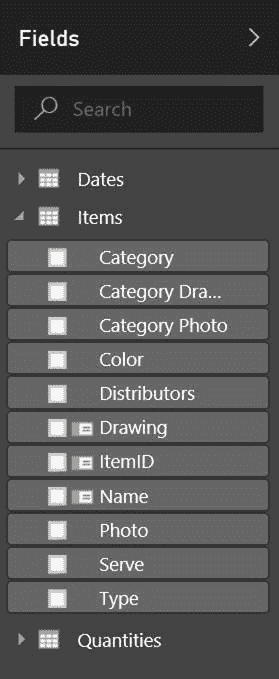 Fields
Search
Dates
Items
Category
Category Dra...
Category Photo
Color
Distributors
Drawing
ItemID
Name
Photo
Serve
Type
Quantities